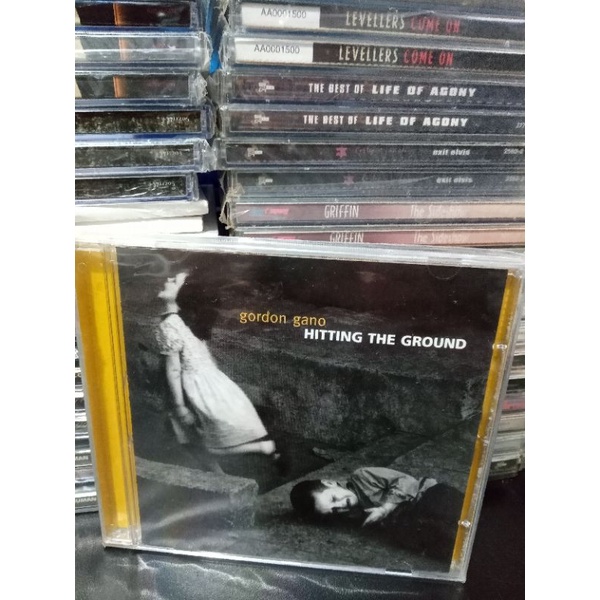 AA0001500
LEVELLERS COME ON
AA0001500
LEVELLERS COME ON
THE BEST OF LIFE OF AGONY
THE BEST OF LIFE OF AGONY
exit elvis
exit elvis
GRIFFIN
GRIFFIN
gordon gano
HITTING THE GROUND